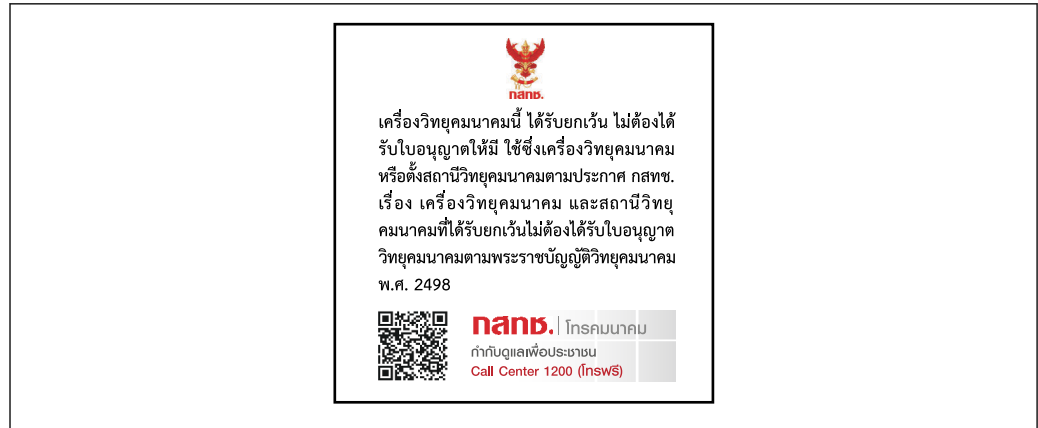 กสทช.
เครื่องวิทยุคมนาคมนี้ ได้รับยกเว้น ไม่ต้องได้
รับใบอนุญาตให้มี ใช้ซึ่งเครื่องวิทยุคมนาคม
หรือตั้งสถานีวิทยุคมนาคมตามประกาศ กสทช.
เรื่อง เครื่องวิทยุคมนาคม และสถานีวิทยุ
คมนาคมที่ได้รับยกเว้นไม่ต้องได้รับใบอนุญาต
วิทยุคมนาคมตามพระราชบัญญัติวิทยุคมนาคม
พ.ศ. 2498
กสทช. | โทรคมนาคม
กำกับดูแลเพื่อประชาชน
Call Center 1200 (โทรฟรี)